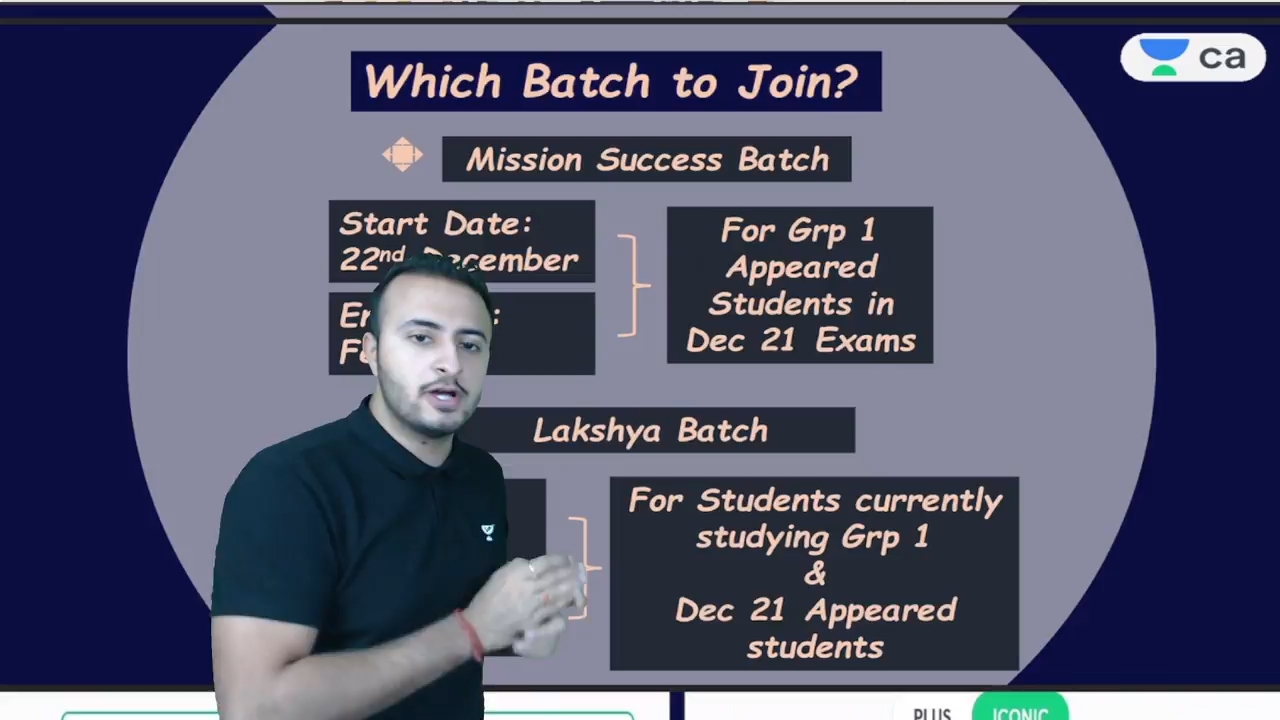 Which Batch to Join?
ca
Mission Success Batch
Start Date:
22nd December
For Grp 1
Appeared
Students in
Dec 21 Exams
Lakshya Batch
For Students currently
studying Grp 1
&
Dec 21 Appeared
students
PLUS
ICONIC